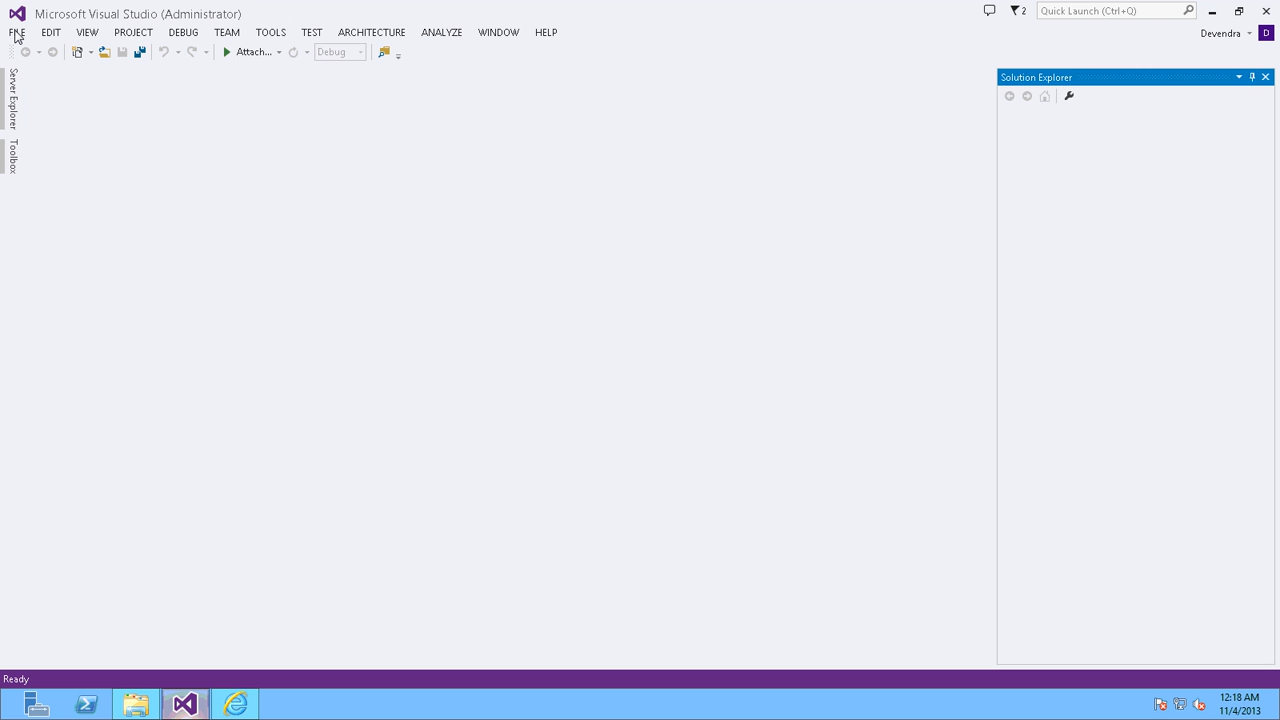 Microsoft Visual Studio (Administrator)
2
Quick Launch (Ctrl+Q)
FILE EDIT VIEW PROJECT DEBUG TEAM TOOLS TEST ARCHITECTURE ANALYZE WINDOW HELP
Devendra
D
Attach...
Debug
Server Explorer
Toolbox
Solution Explorer
Ready
12:18 AM
11/4/2013